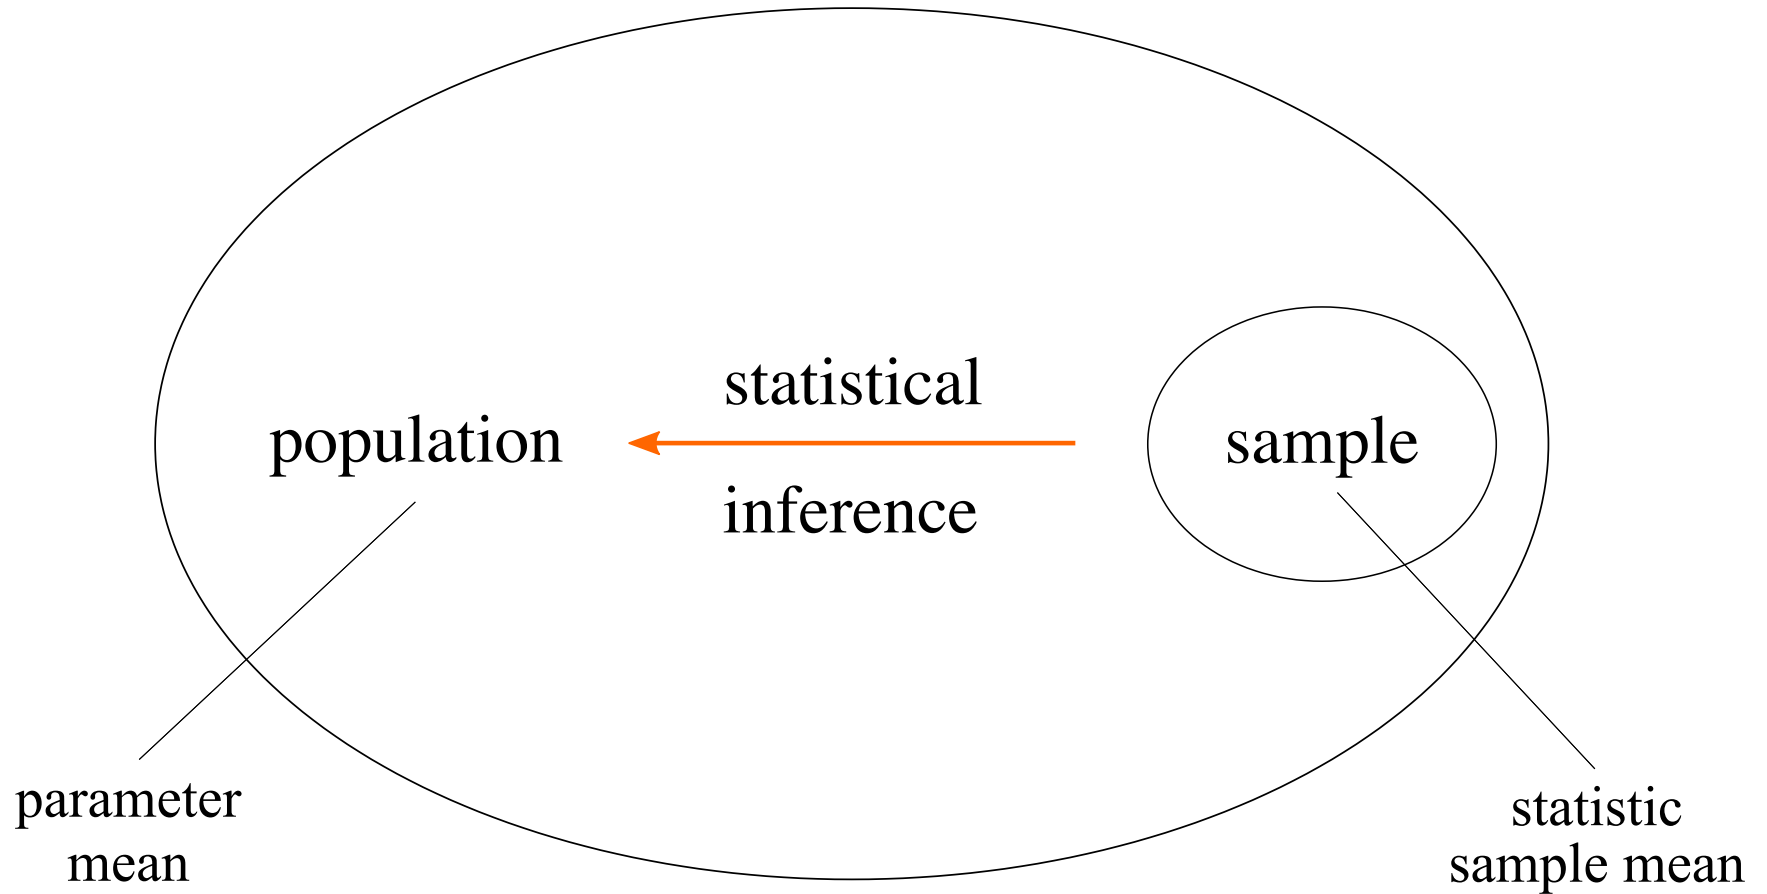 statistical
population
sample
inference
parameter
mean
statistic
sample mean